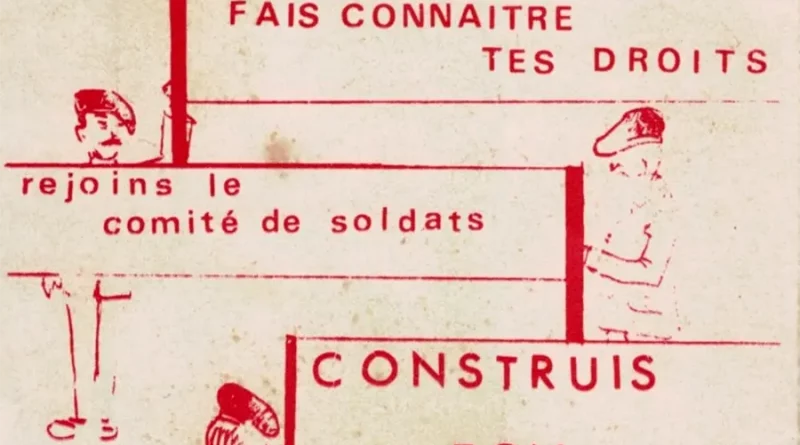 FAIS CONNAITRE
TES DROITS
rejoins le
comité de soldats
CONSTRUIS